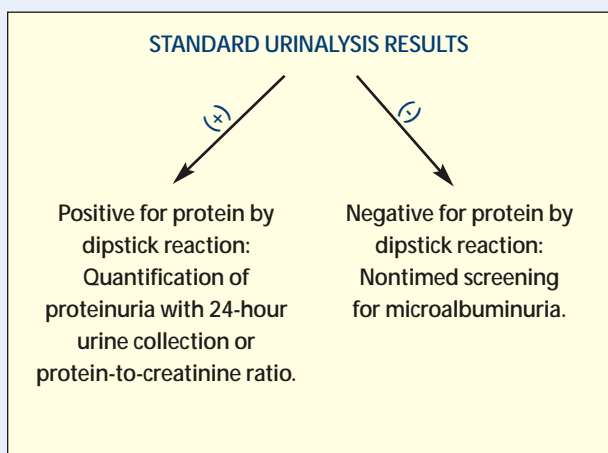 STANDARD URINALYSIS RESULTS
(+)
(-)
Positive for protein by
dipstick reaction:
Quantification of
proteinuria with 24-hour
urine collection or
protein-to-creatinine ratio.
Negative for protein by
dipstick reaction:
Nontimed screening
for microalbuminuria.